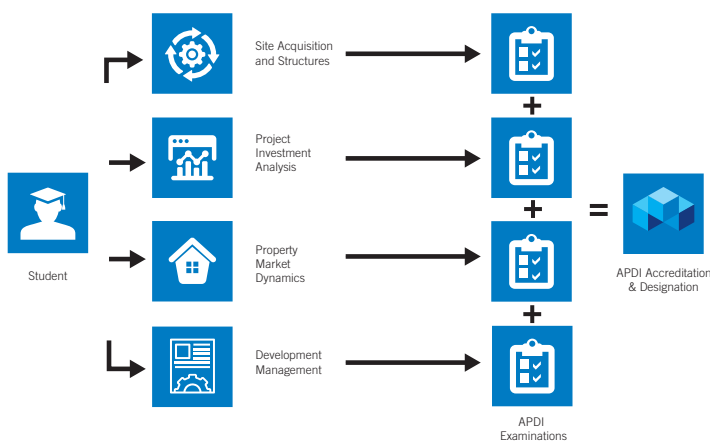 Site Acquisition
and Structures
+
Project
Investment
Analysis
Student
+
=
Property
Market
Dynamics
APDI Accreditation
& Designation
+
Development
Management
APDI
Examinations